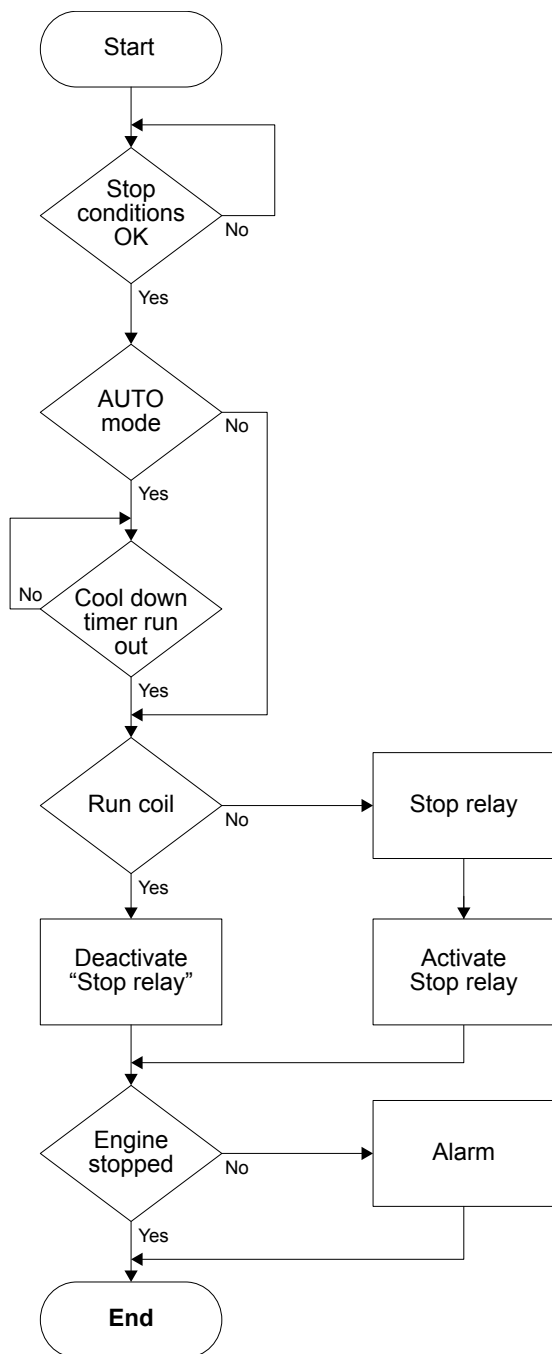 Start
Stop
conditions
OK
No
Yes
AUTO
mode
No
Yes
No
Cool down
timer run
out
Yes
Run coil
No
Stop relay
Yes
Deactivate
“Stop relay”
Activate
Stop relay
Engine
stopped
No
Alarm
Yes
End